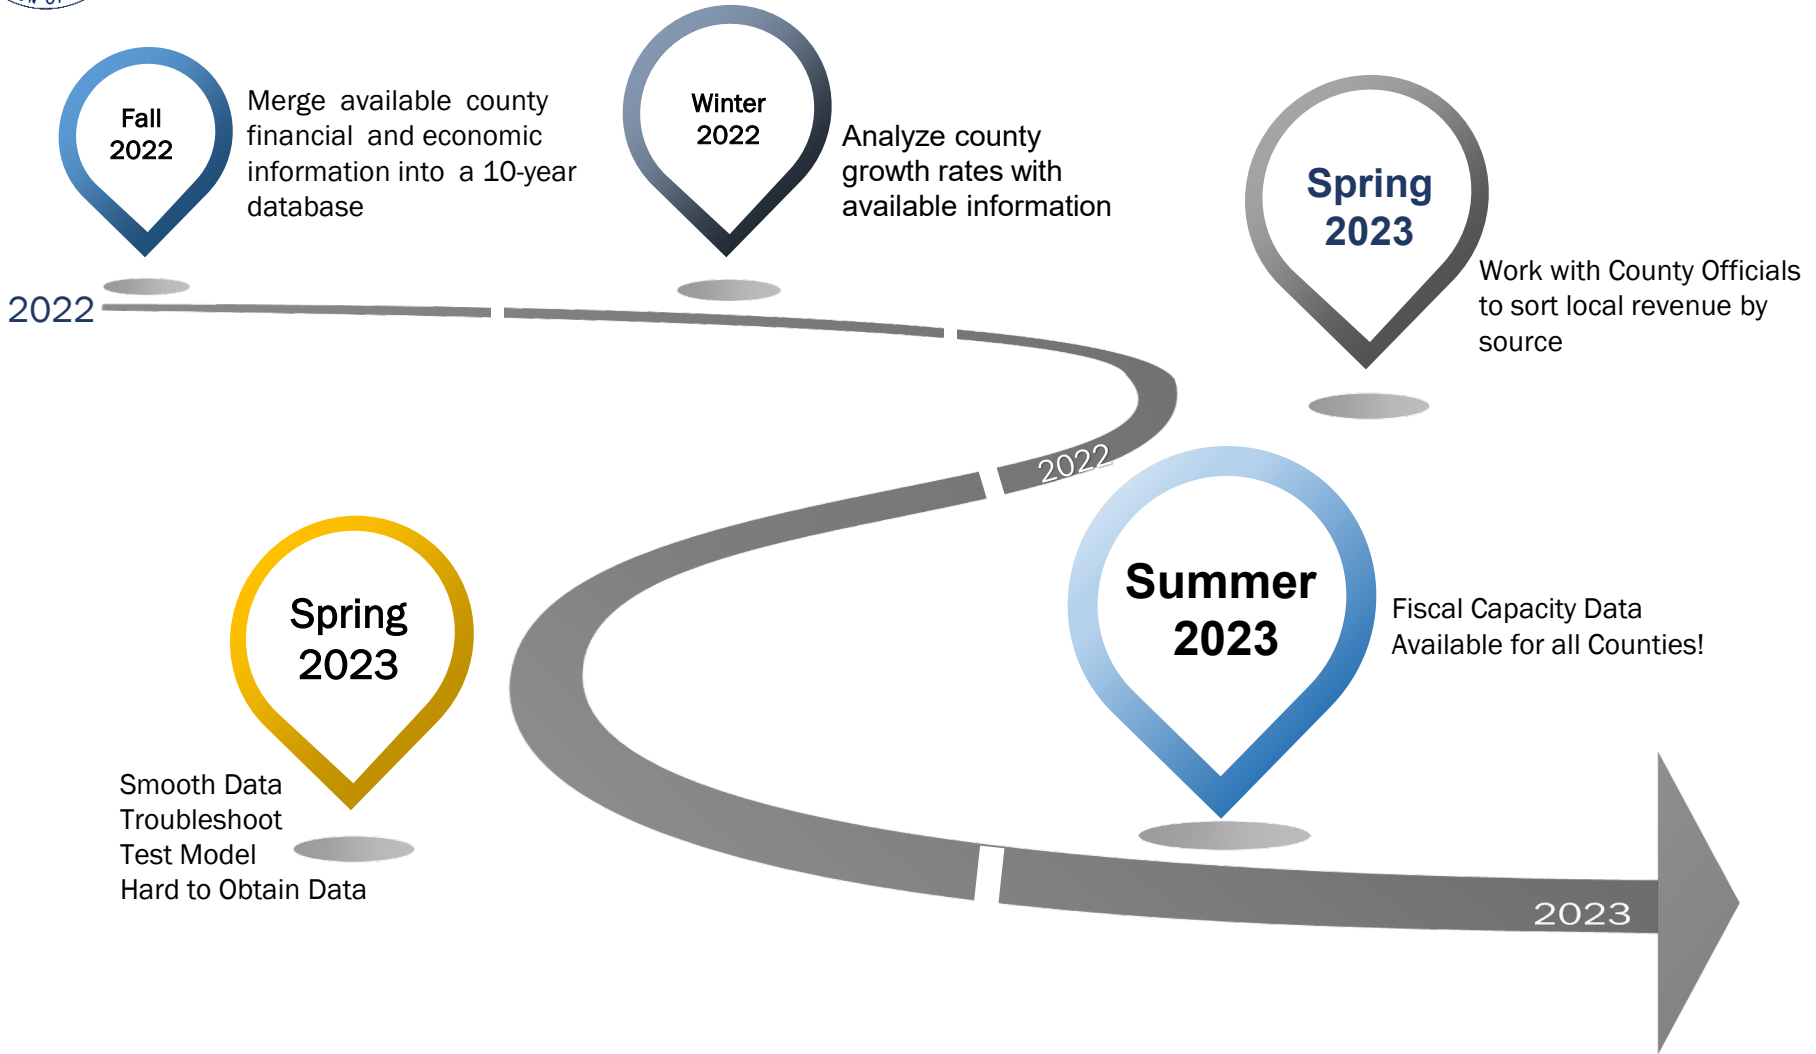 Fall
2022
Merge available county
financial and economic
information into a 10-year
database
Winter
2022
Analyze county
growth rates with
available information
Spring
2023
Work with County Officials
to sort local revenue by
source
2022
2022
Spring
2023
Smooth Data
Troubleshoot
Test Model
Hard to Obtain Data
Summer
2023
Fiscal Capacity Data
Available for all Counties!
2023